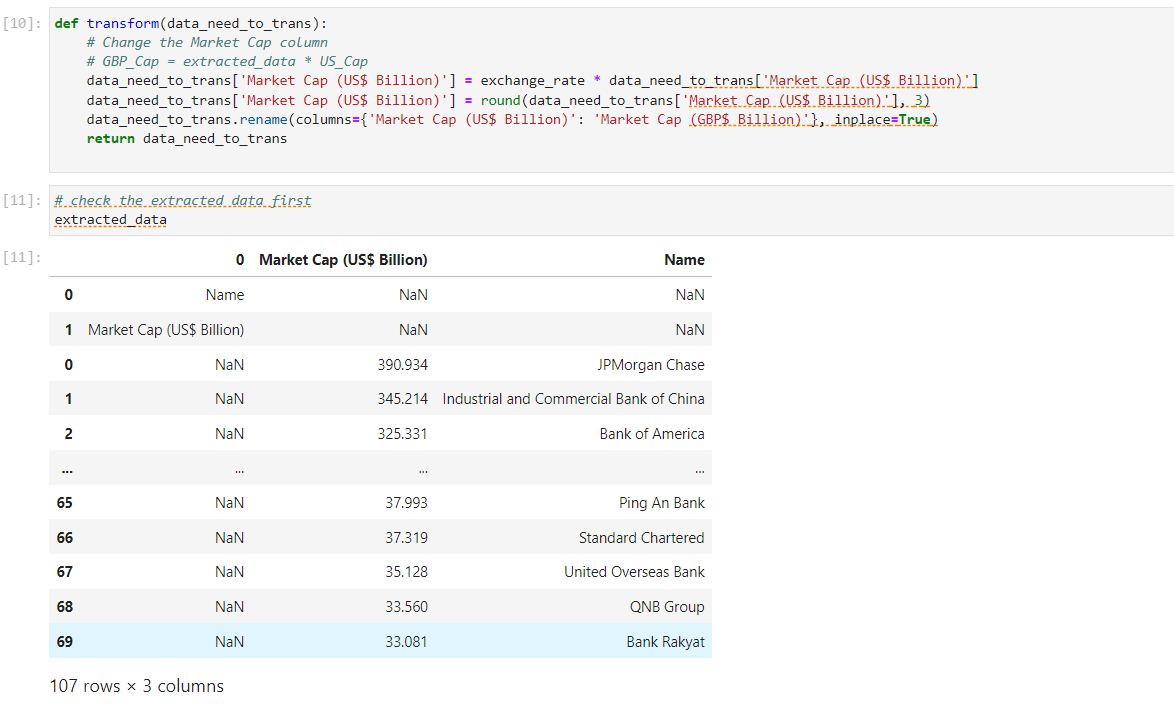 [10]: def transform(data_need_to_trans):
    # Change the Market Cap column
    # GBP_Cap = extracted_data * US_Cap
    data_need_to_trans['Market Cap (US$ Billion)'] = exchange_rate * data_need_to_trans['Market Cap (US$ Billion)']
    data_need_to_trans['Market Cap (US$ Billion)'] = round(data_need_to_trans['Market Cap (US$ Billion)'], 3)
    data_need_to_trans.rename(columns={'Market Cap (US$ Billion)': 'Market Cap (GBP$ Billion)'}, inplace=True)
    return data_need_to_trans
[11]: # check the extracted data first
extracted_data
[11]:
0 Market Cap (US$ Billion) Name
0 Name NaN NaN
1 Market Cap (US$ Billion) NaN NaN
0 NaN 390.934 JPMorgan Chase
1 NaN 345.214 Industrial and Commercial Bank of China
2 NaN 325.331 Bank of America
... ... ... ...
65 NaN 37.993 Ping An Bank
66 NaN 37.319 Standard Chartered
67 NaN 35.128 United Overseas Bank
68 NaN 33.560 QNB Group
69 NaN 33.081 Bank Rakyat
107 rows × 3 columns